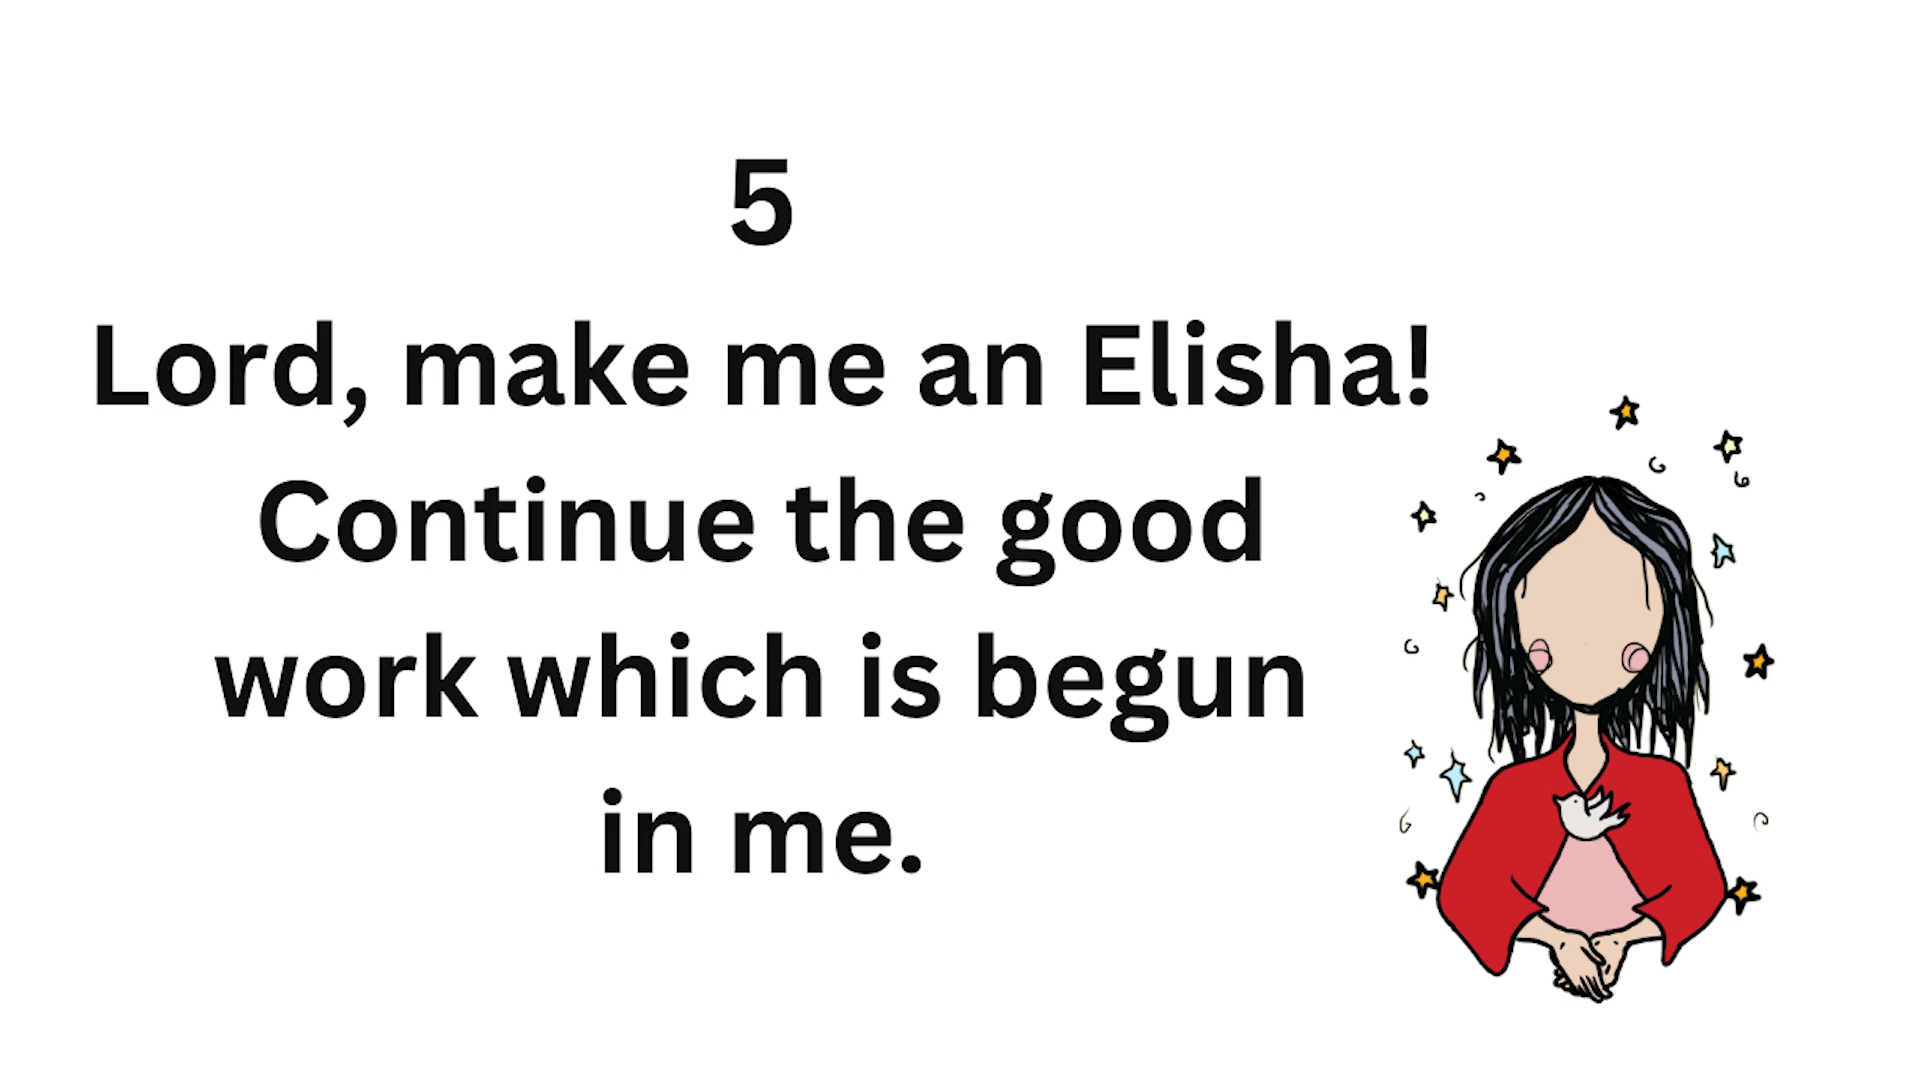 5
Lord, make me an Elisha!
Continue the good
work which is begun
in me.